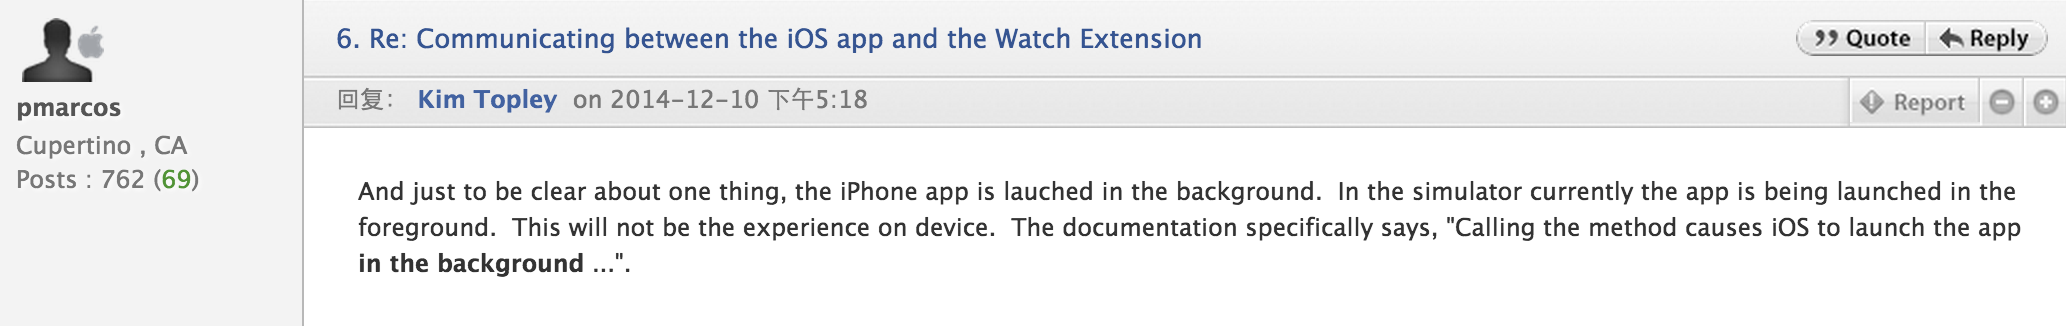 pmarcos
Cupertino , CA
Posts : 762 (69)
6. Re: Communicating between the iOS app and the Watch Extension
Quote
Reply
回复： Kim Topley on 2014-12-10 下午5:18
Report
And just to be clear about one thing, the iPhone app is lauched in the background.  In the simulator currently the app is being launched in the
foreground.  This will not be the experience on device.  The documentation specifically says, "Calling the method causes iOS to launch the app
in the background ...".